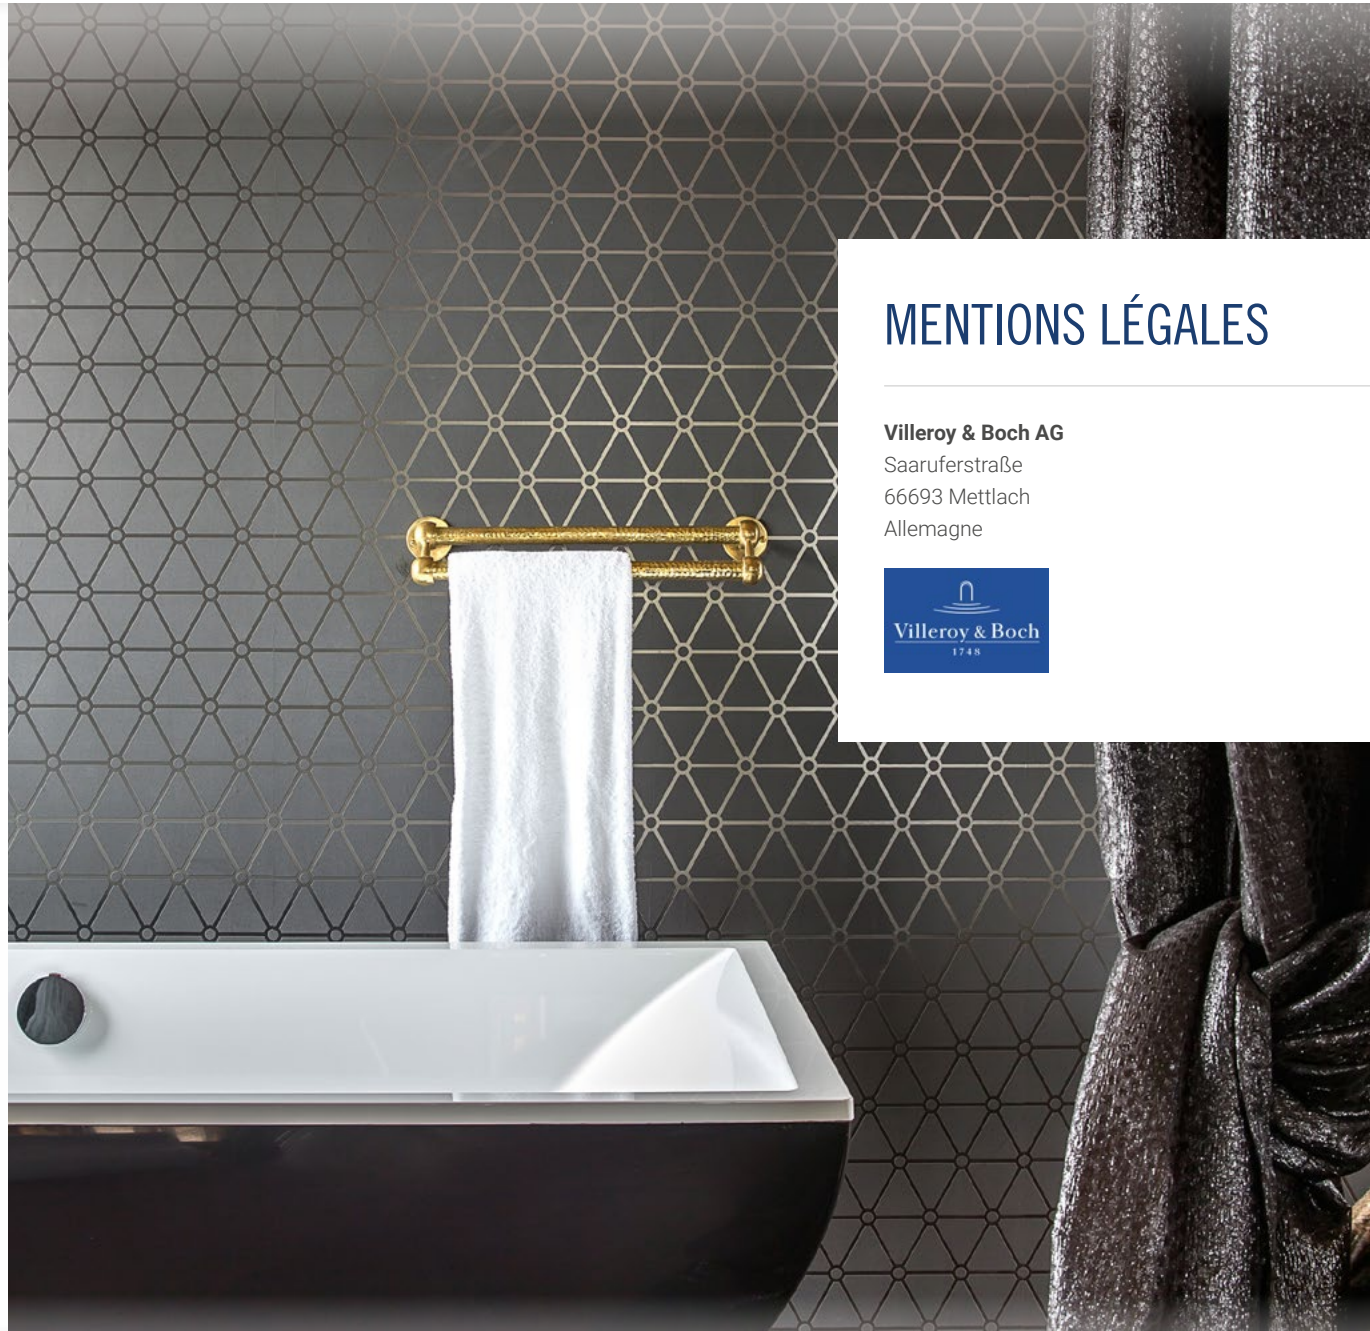 MENTIONS LÉGALES
Villeroy & Boch AG
Saaruferstraße
66693 Mettlach
Allemagne
Villeroy & Boch
1748